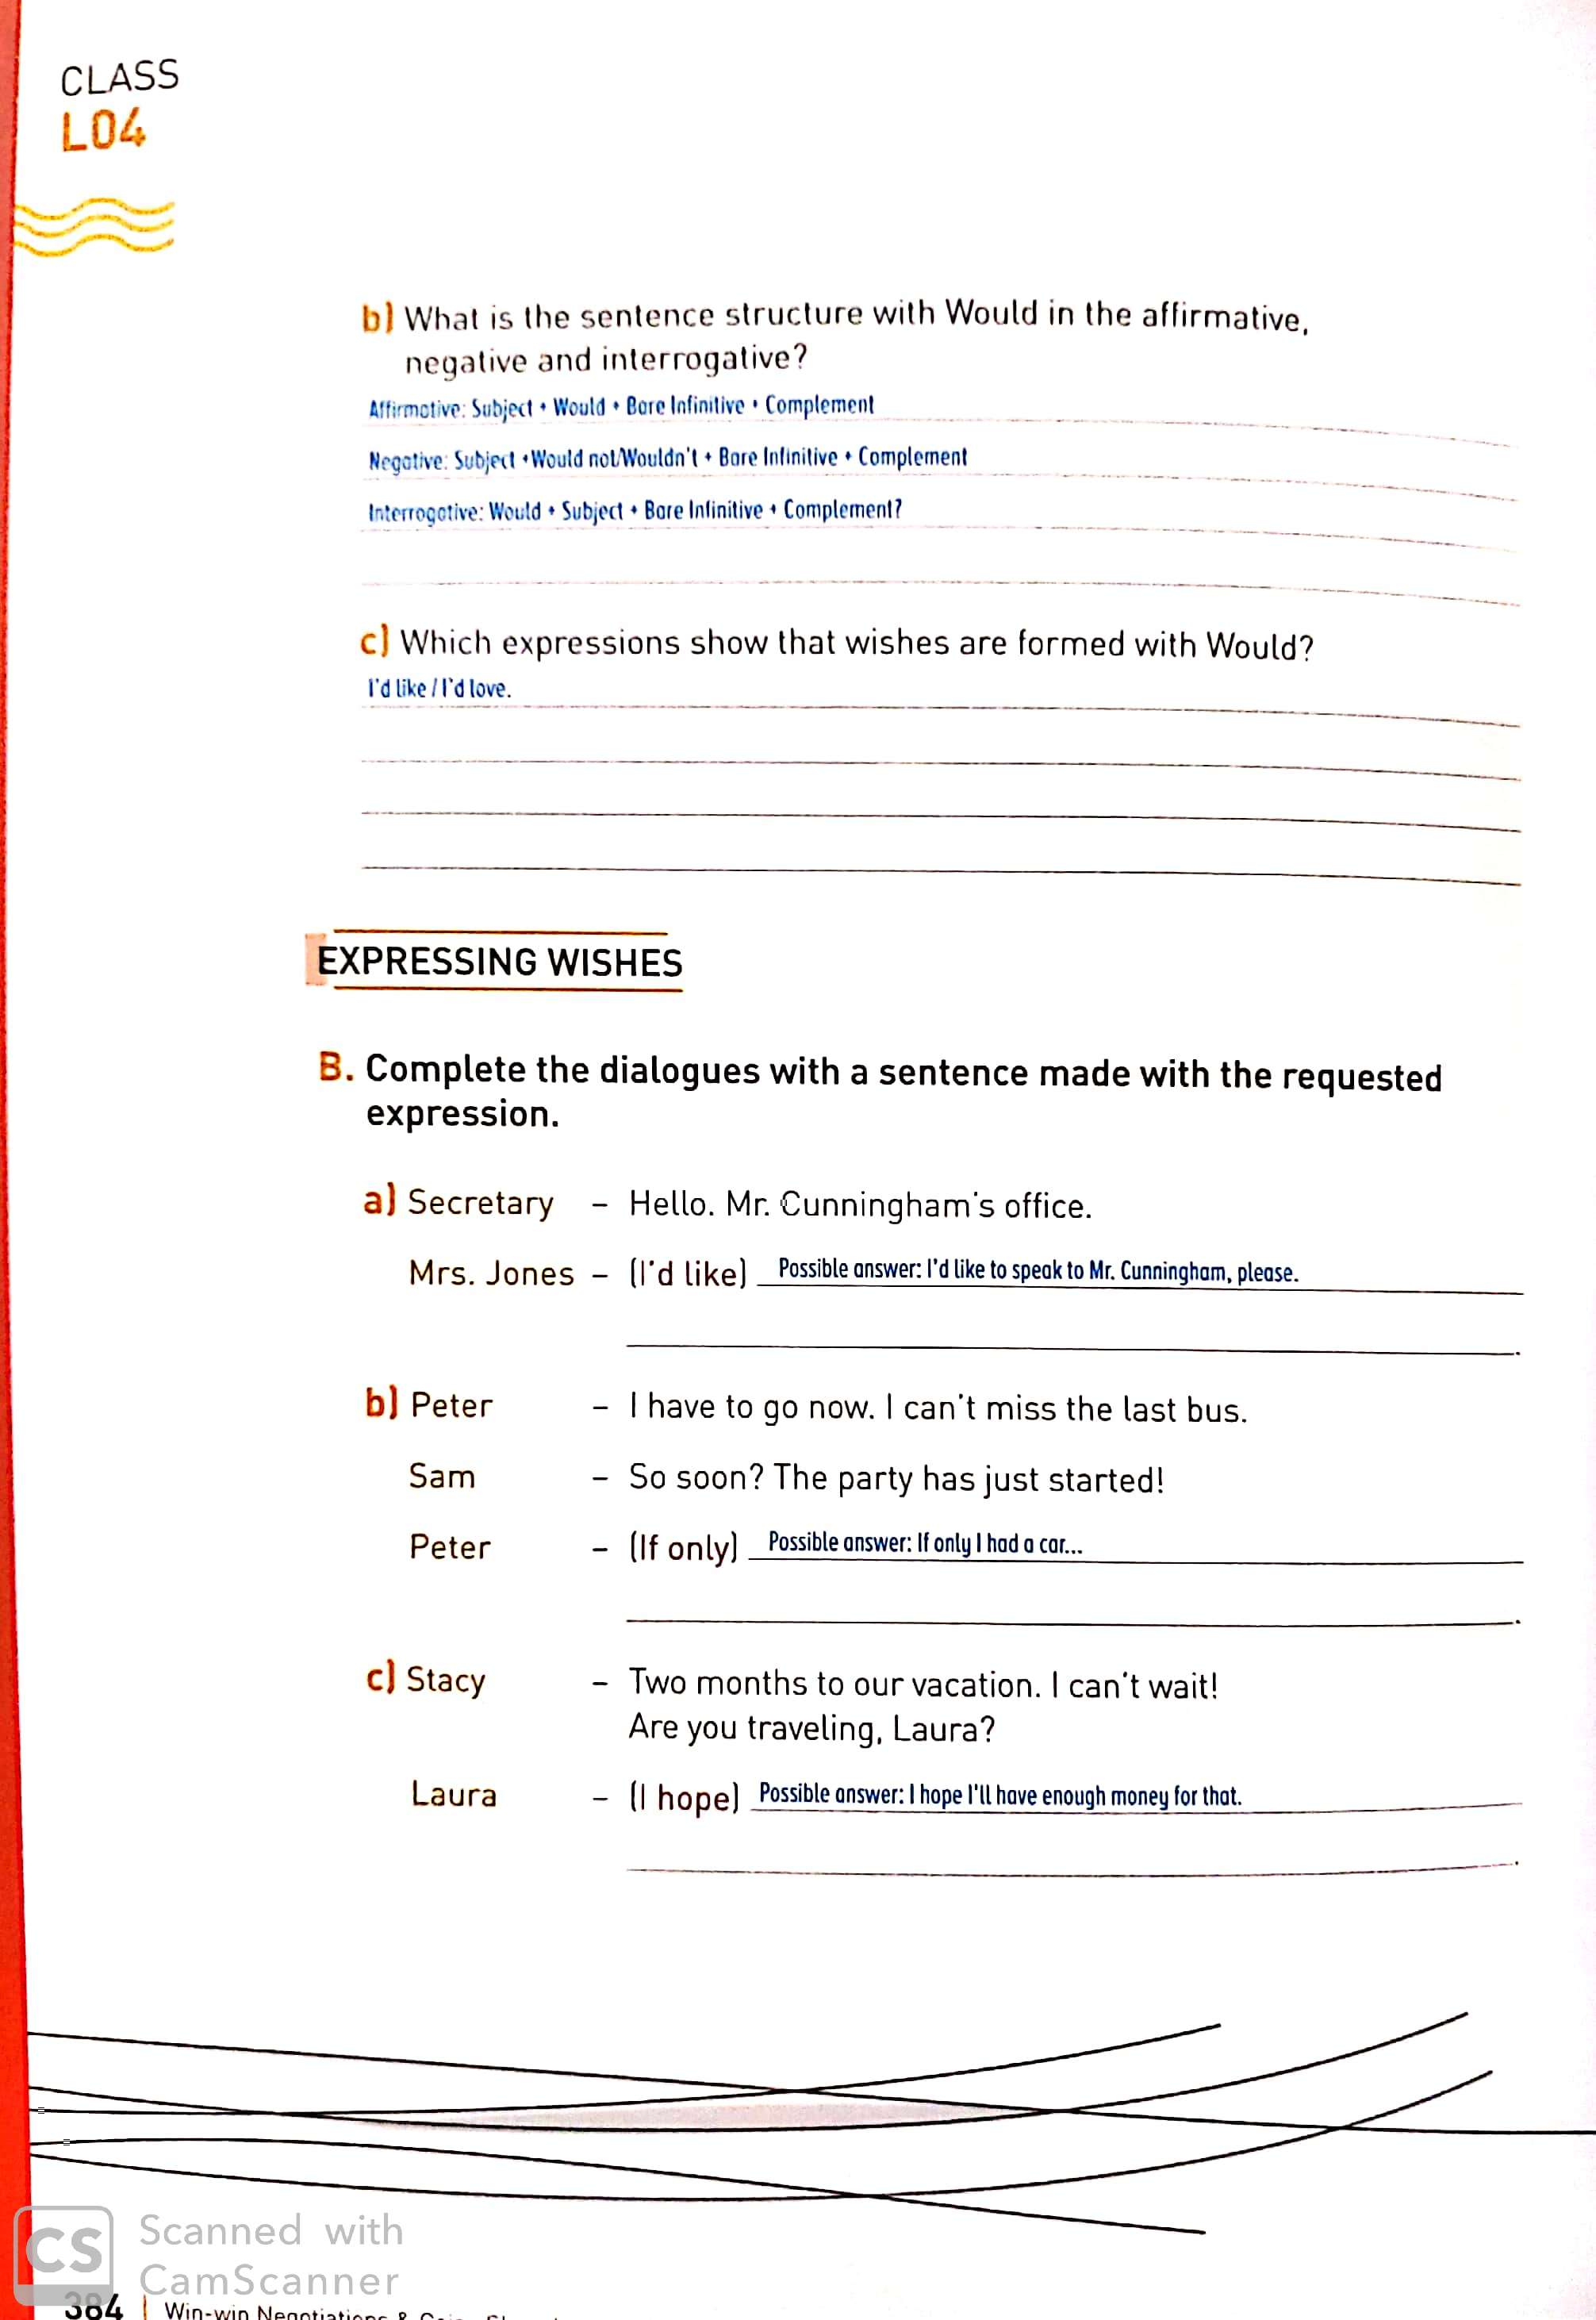 CLASS
L04
b) What is the sentence structure with Would in the affirmative,
negative and interrogative?
Affirmative: Subject + Would + Bare Infinitive + Complement
Negative: Subject +Would not/Wouldn't + Bare Infinitive + Complement
Interrogative: Would + Subject + Bare Infinitive + Complement?
c) Which expressions show that wishes are formed with Would?
I'd like / I'd love.
EXPRESSING WISHES
B. Complete the dialogues with a sentence made with the requested
expression.
a) Secretary – Hello. Mr. Cunningham's office.
Mrs. Jones – (I'd like) Possible answer: I'd like to speak to Mr. Cunningham, please.
.
b) Peter – I have to go now. I can't miss the last bus.
Sam – So soon? The party has just started!
Peter – (If only) Possible answer: If only I had a car...
.
c) Stacy – Two months to our vacation. I can't wait!
Are you traveling, Laura?
Laura – (I hope) Possible answer: I hope I'll have enough money for that.
.
CS Scanned with
CamScanner
384 | Win-win Negotiations &